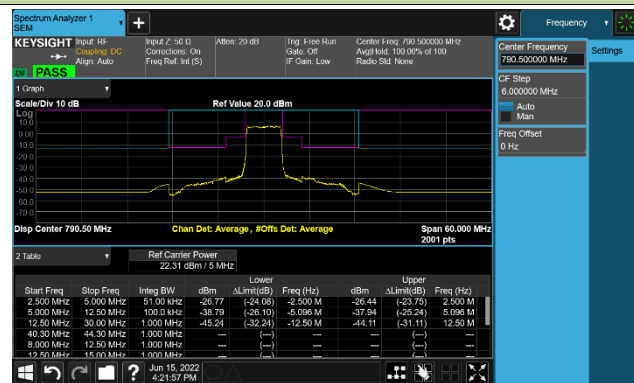 Spectrum Analyzer 1
SEM
Frequency
KEYSIGHT Input: RF Input Z: 50 Ω Atten: 20 dB Trig: Free Run Center Freq: 790.500000 MHz
Coupling: DC Corrections: On Gate: Off Avg|Hold: 100.00% of 100
Align: Auto Freq Ref: Int (S) IF Gain: Low Radio Std: None
PASS
Center Frequency
790.500000 MHz
Settings
CF Step
6.000000 MHz
Auto
Man
Freq Offset
0 Hz
1 Graph
Scale/Div 10 dB Ref Value 20.0 dBm
Log
10.0
0.00
-10.0
-20.0
-30.0
-40.0
-50.0
-60.0
-70.0
Disp Center 790.50 MHz Chan Det: Average, #Offs Det: Average Span 60.000 MHz
2001 pts
2 Table
Ref Carrier Power
22.31 dBm / 5 MHz
Lower Upper
Start Freq Stop Freq Integ BW dBm ΔLimit(dB) Freq (Hz) dBm ΔLimit(dB) Freq (Hz)
2.500 MHz 5.000 MHz 51.00 kHz -26.77 (-24.08) -2.500 M -26.44 (-23.75) 2.500 M
5.000 MHz 12.50 MHz 100.0 kHz -38.79 (-26.10) -5.096 M -37.94 (-25.24) 5.096 M
12.50 MHz 30.00 MHz 1.000 MHz -45.24 (-32.24) -12.50 M -44.11 (-31.11) 12.50 M
40.30 MHz 44.30 MHz 1.000 MHz --- (---) --- --- (---) ---
8.000 MHz 12.50 MHz 1.000 MHz --- (---) --- --- (---) ---
12.50 MHz 15.00 MHz 1.000 MHz --- (---) --- --- (---) ---
Jun 15, 2022
4:21:57 PM